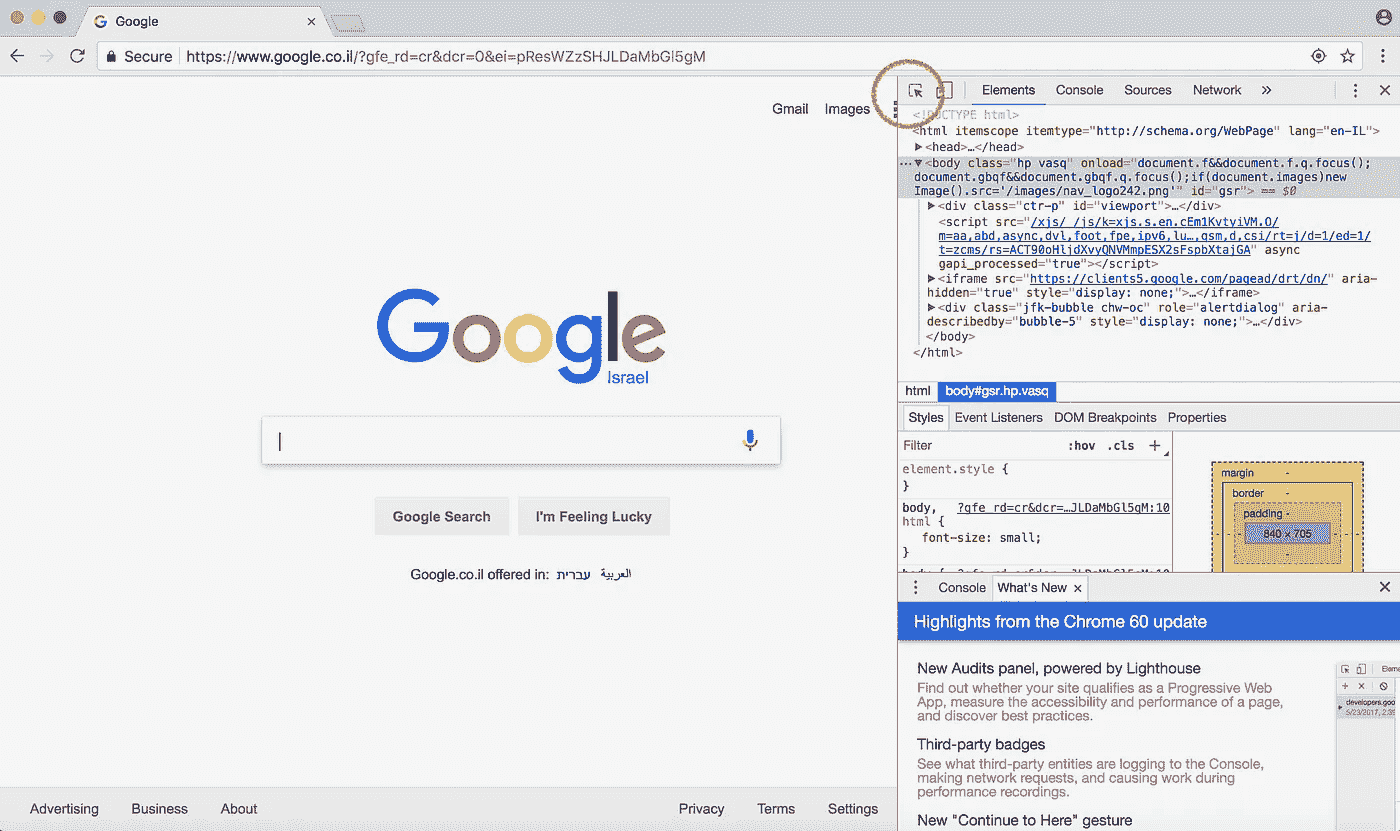 Google
Secure https://www.google.co.il/?gfe_rd=cr&dcr=0&ei=pResWZzSHJLDaMbGl5gM
Gmail Images
Google
Israel
Google Search I'm Feeling Lucky
Google.co.il offered in: עברית العربية
Advertising Business About Privacy Terms Settings
Elements Console Sources Network »
<!DOCTYPE html>
<html itemscope itemtype="http://schema.org/WebPage" lang="en-IL">
<head>…</head>
<body class="hp vasq" onload="document.f&&document.f.q.focus();
document.gbqf&&document.gbqf.q.focus();if(document.images)new
Image().src='/images/nav_logo242.png'" id="gsr"> == $0
<div class="ctr-p" id="viewport">…</div>
<script src="/xjs/_/js/k=xjs.s.en.cEm1KvtyiVM.O/
m=aa,abd,async,dvl,foot,fpe,ipv6,lu…,qsm,d,csi/rt=j/d=1/ed=1/
t=zcms/rs=ACT90oHljdXvyQNVMmpESX2sFspbXtajGA" async
gapi_processed="true"></script>
<iframe src="https://clients5.google.com/pagead/drt/dn/" aria-
hidden="true" style="display: none;">…</iframe>
<div class="jfk-bubble chw-oc" role="alertdialog" aria-
describedby="bubble-5" style="display: none;">…</div>
</body>
</html>
html body#gsr.hp.vasq
Styles Event Listeners DOM Breakpoints Properties
Filter :hov .cls +
element.style {
}
body, ?gfe_rd=cr&dcr=…JLDaMbGl5gM:10
html {
font-size: small;
}
margin -
border -
padding -
- - - 840 × 705 - - -
-
Console What's New ×
Highlights from the Chrome 60 update
New Audits panel, powered by Lighthouse
Find out whether your site qualifies as a Progressive Web
App, measure the accessibility and performance of a page,
and discover best practices.
Third-party badges
See what third-party entities are logging to the Console,
making network requests, and causing work during
performance recordings.
New "Continue to Here" gesture
Eleme
developers.goo